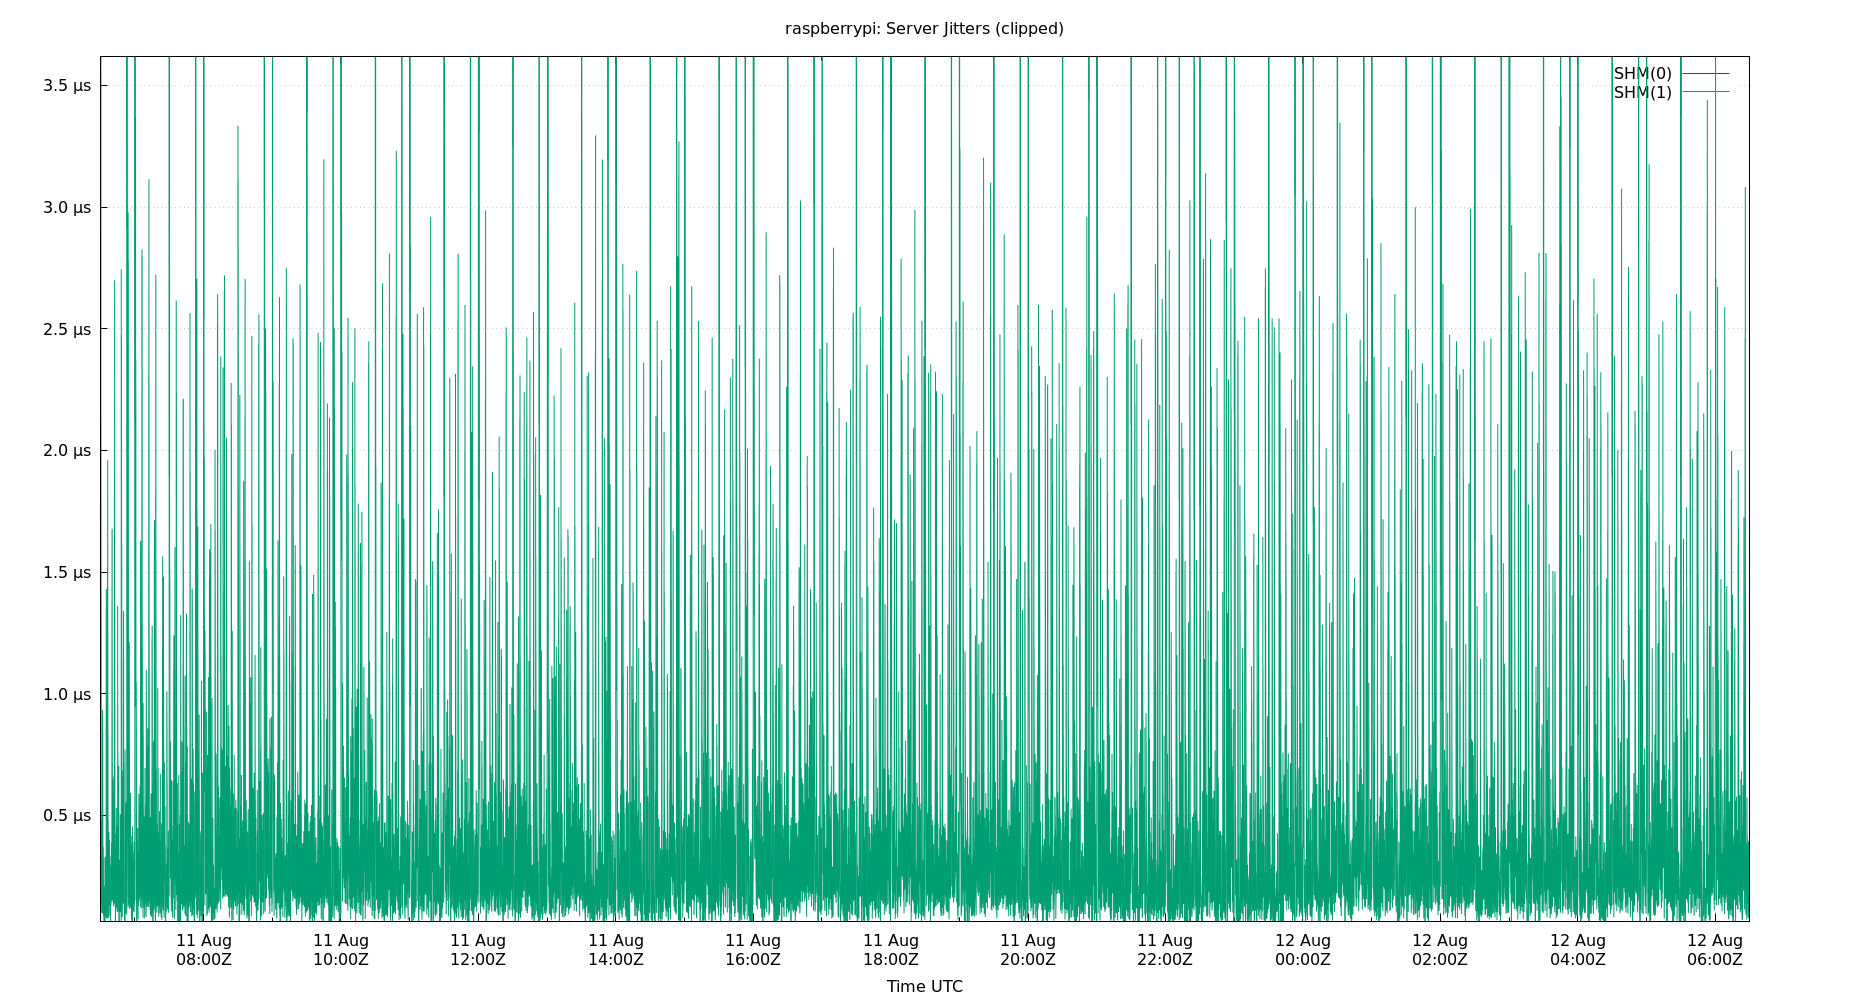 raspberrypi: Server Jitters (clipped)
SHM(0)
SHM(1)
3.5 µs
3.0 µs
2.5 µs
2.0 µs
1.5 µs
1.0 µs
0.5 µs
11 Aug 11 Aug 11 Aug 11 Aug 11 Aug 11 Aug 11 Aug 11 Aug 12 Aug 12 Aug 12 Aug 12 Aug
08:00Z 10:00Z 12:00Z 14:00Z 16:00Z 18:00Z 20:00Z 22:00Z 00:00Z 02:00Z 04:00Z 06:00Z
Time UTC